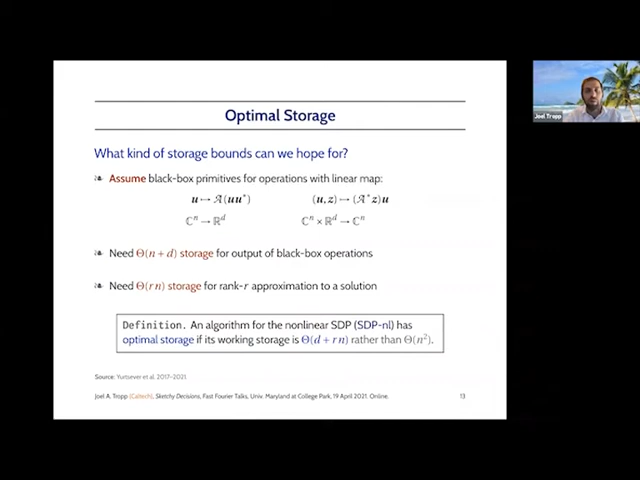 Optimal Storage
What kind of storage bounds can we hope for?
❧ Assume black-box primitives for operations with linear map:
u ↦ 𝒜(uu*) (u, z) ↦ (𝒜*z)u
ℂⁿ → ℝᵈ ℂⁿ × ℝᵈ → ℂⁿ
❧ Need Θ(n + d) storage for output of black-box operations
❧ Need Θ(rn) storage for rank-r approximation to a solution
Definition. An algorithm for the nonlinear SDP (SDP-nl) has
optimal storage if its working storage is Θ(d + rn) rather than Θ(n²).
Source: Yurtsever et al. 2017–2021.
Joel A. Tropp (Caltech), Sketchy Decisions, Fast Fourier Talks, Univ. Maryland at College Park, 19 April 2021. Online.
13
Joel Tropp